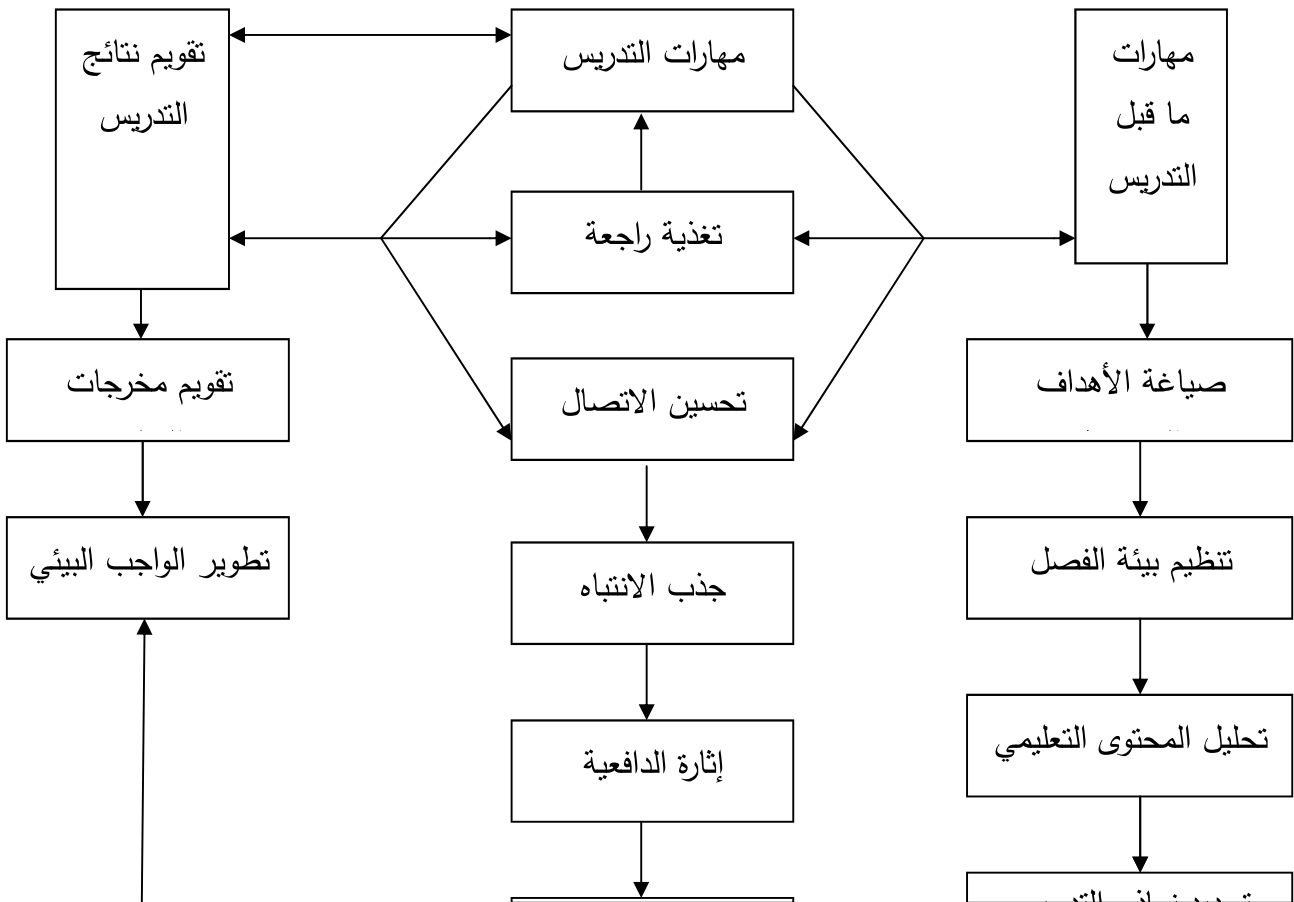 مهارات
ما قبل
التدريس
مهارات التدريس
تقويم نتائج
التدريس
تغذية راجعة
صياغة الأهداف
تحسين الاتصال
تقويم مخرجات
تنظيم بيئة الفصل
جذب الانتباه
تطوير الواجب البيئي
تحليل المحتوى التعليمي
إثارة الدافعية